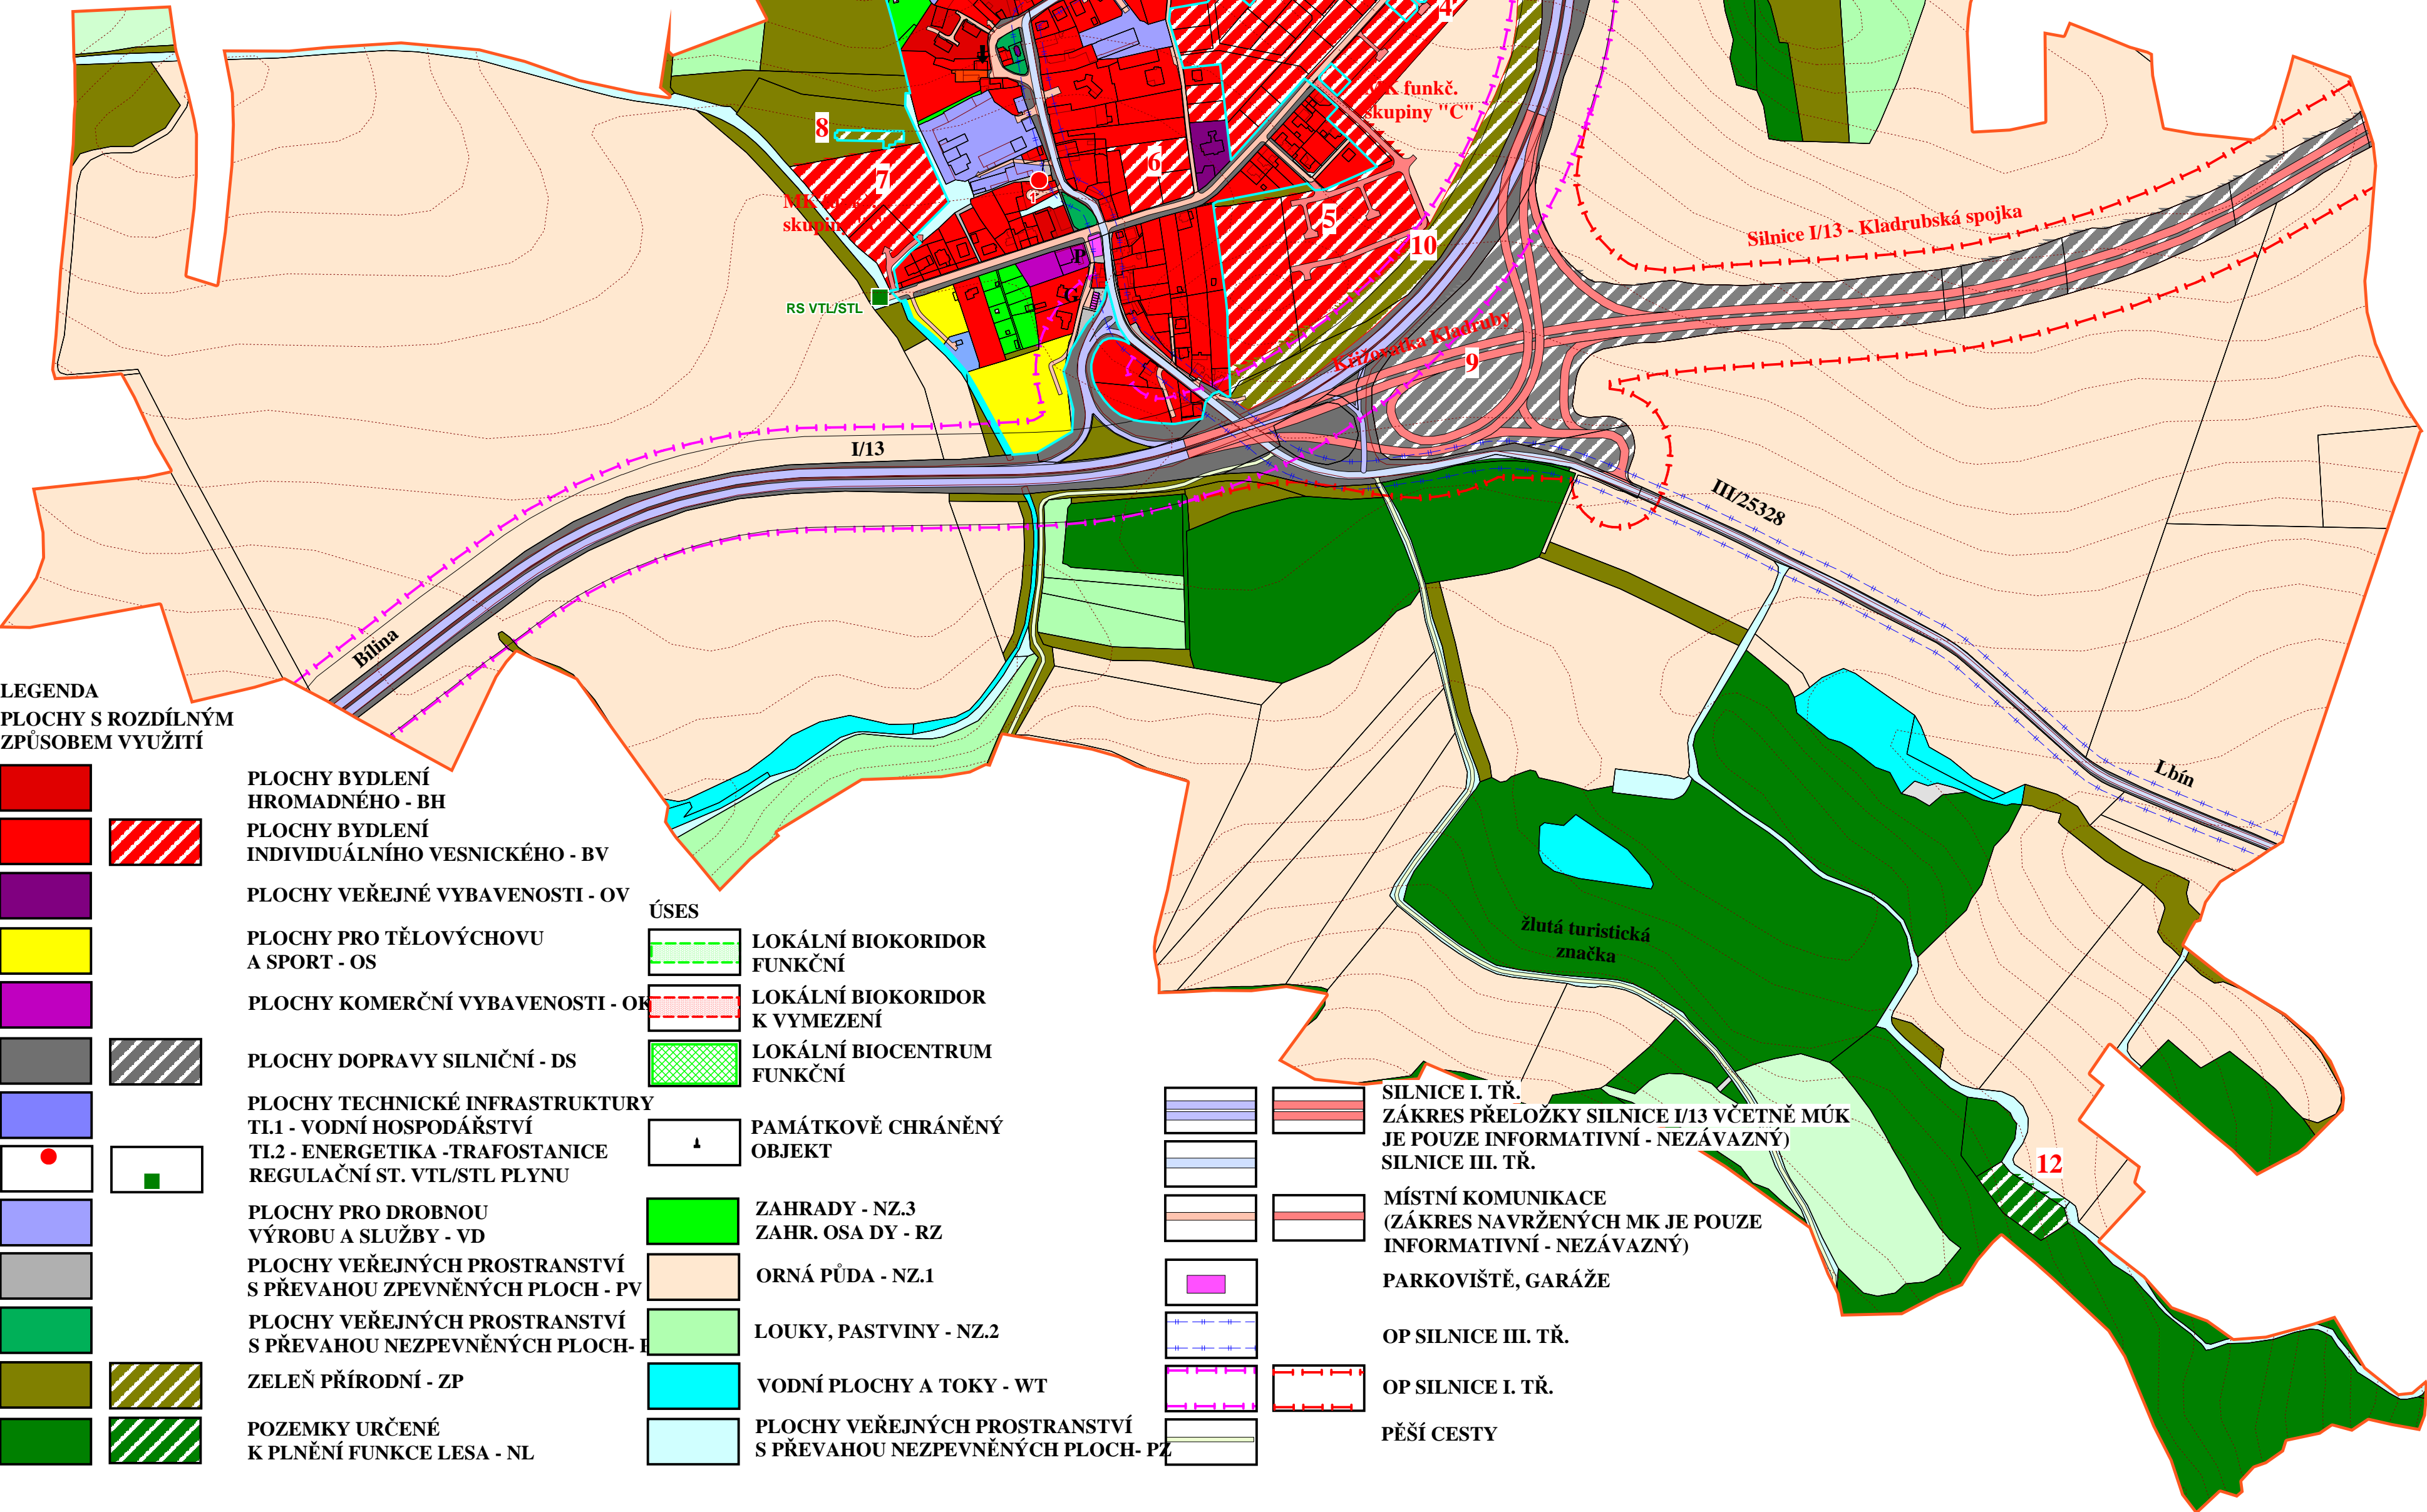 4
MK funkč.
skupiny "C"
8
6
7
MK
skupiny
5
10
P
G
RS VTL/STL
Silnice I/13 - Kladrubská spojka
Křižovatka Kladruby
9
I/13
III/25328
Bílina
Lbín
žlutá turistická
značka
12
LEGENDA
PLOCHY S ROZDÍLNÝM
ZPŮSOBEM VYUŽITÍ
PLOCHY BYDLENÍ
HROMADNÉHO - BH
PLOCHY BYDLENÍ
INDIVIDUÁLNÍHO VESNICKÉHO - BV
PLOCHY VEŘEJNÉ VYBAVENOSTI - OV
PLOCHY PRO TĚLOVÝCHOVU
A SPORT - OS
PLOCHY KOMERČNÍ VYBAVENOSTI - OK
PLOCHY DOPRAVY SILNIČNÍ - DS
PLOCHY TECHNICKÉ INFRASTRUKTURY
TI.1 - VODNÍ HOSPODÁŘSTVÍ
TI.2 - ENERGETIKA -TRAFOSTANICE
REGULAČNÍ ST. VTL/STL PLYNU
PLOCHY PRO DROBNOU
VÝROBU A SLUŽBY - VD
PLOCHY VEŘEJNÝCH PROSTRANSTVÍ
S PŘEVAHOU ZPEVNĚNÝCH PLOCH - PV
PLOCHY VEŘEJNÝCH PROSTRANSTVÍ
S PŘEVAHOU NEZPEVNĚNÝCH PLOCH-
ZELEŇ PŘÍRODNÍ - ZP
POZEMKY URČENÉ
K PLNĚNÍ FUNKCE LESA - NL
ÚSES
LOKÁLNÍ BIOKORIDOR
FUNKČNÍ
LOKÁLNÍ BIOKORIDOR
K VYMEZENÍ
LOKÁLNÍ BIOCENTRUM
FUNKČNÍ
PAMÁTKOVĚ CHRÁNĚNÝ
OBJEKT
ZAHRADY - NZ.3
ZAHR. OSA DY - RZ
ORNÁ PŮDA - NZ.1
LOUKY, PASTVINY - NZ.2
VODNÍ PLOCHY A TOKY - WT
PLOCHY VEŘEJNÝCH PROSTRANSTVÍ
S PŘEVAHOU NEZPEVNĚNÝCH PLOCH- PZ
SILNICE I. TŘ.
ZÁKRES PŘELOŽKY SILNICE I/13 VČETNĚ MÚK
JE POUZE INFORMATIVNÍ - NEZÁVAZNÝ)
SILNICE III. TŘ.
MÍSTNÍ KOMUNIKACE
(ZÁKRES NAVRŽENÝCH MK JE POUZE
INFORMATIVNÍ - NEZÁVAZNÝ)
PARKOVIŠTĚ, GARÁŽE
OP SILNICE III. TŘ.
OP SILNICE I. TŘ.
PĚŠÍ CESTY